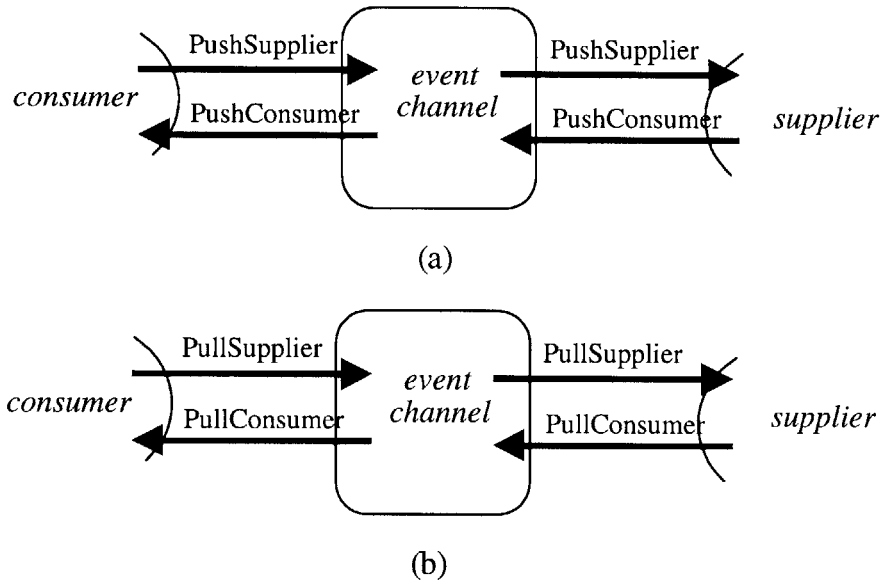 PushSupplier
PushSupplier
event
channel
consumer
PushConsumer
PushConsumer
supplier
(a)
PullSupplier
PullSupplier
event
channel
consumer
PullConsumer
PullConsumer
supplier
(b)